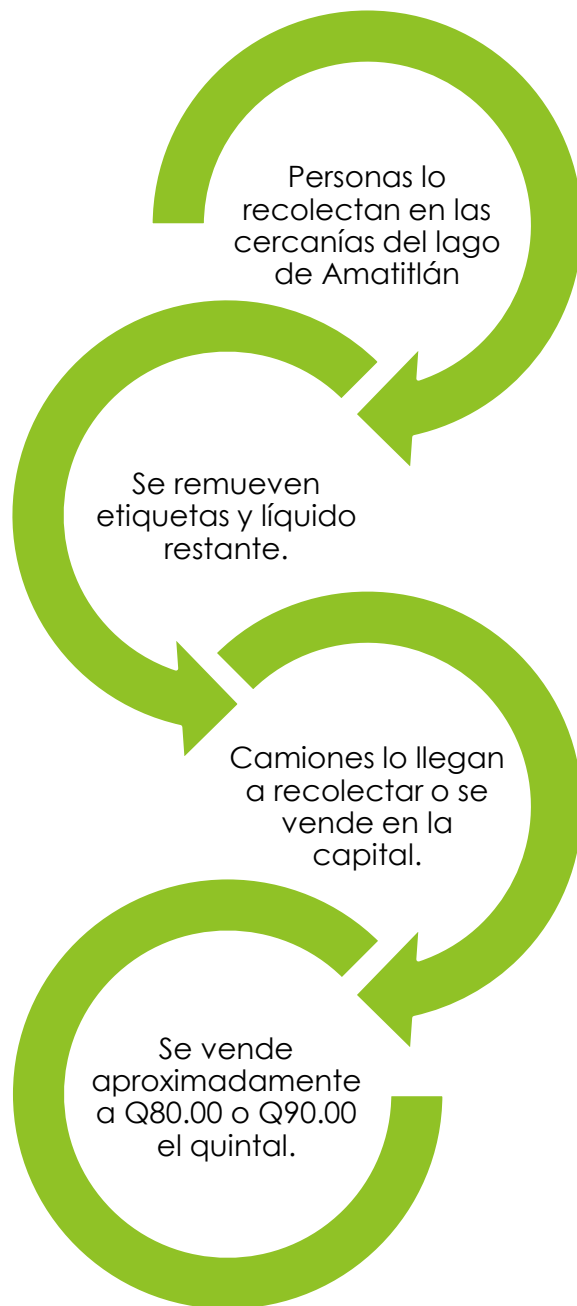 Personas lo
recolectan en las
cercanías del lago
de Amatitlán
Se remueven
etiquetas y líquido
restante.
Camiones lo llegan
a recolectar o se
vende en la
capital.
Se vende
aproximadamente
a Q80.00 o Q90.00
el quintal.